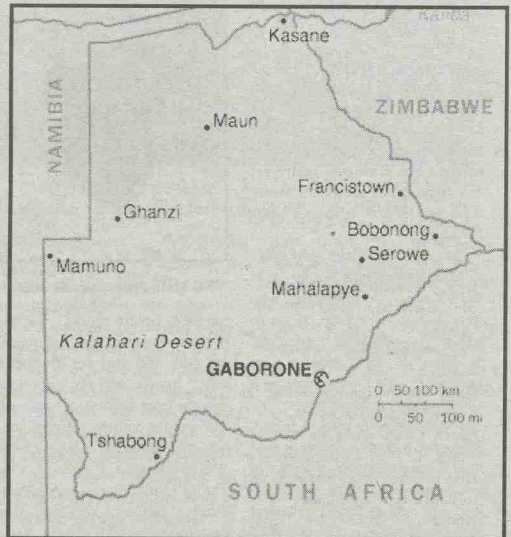 Kariba
Kasane
NAMIBIA
ZIMBABWE
Maun
Francistown
Ghanzi
Bobonong
Serowe
Mamuno
Mahalapye
Kalahari Desert
GABORONE
0 50 100 km
0 50 100 mi
Tshabong
SOUTH AFRICA